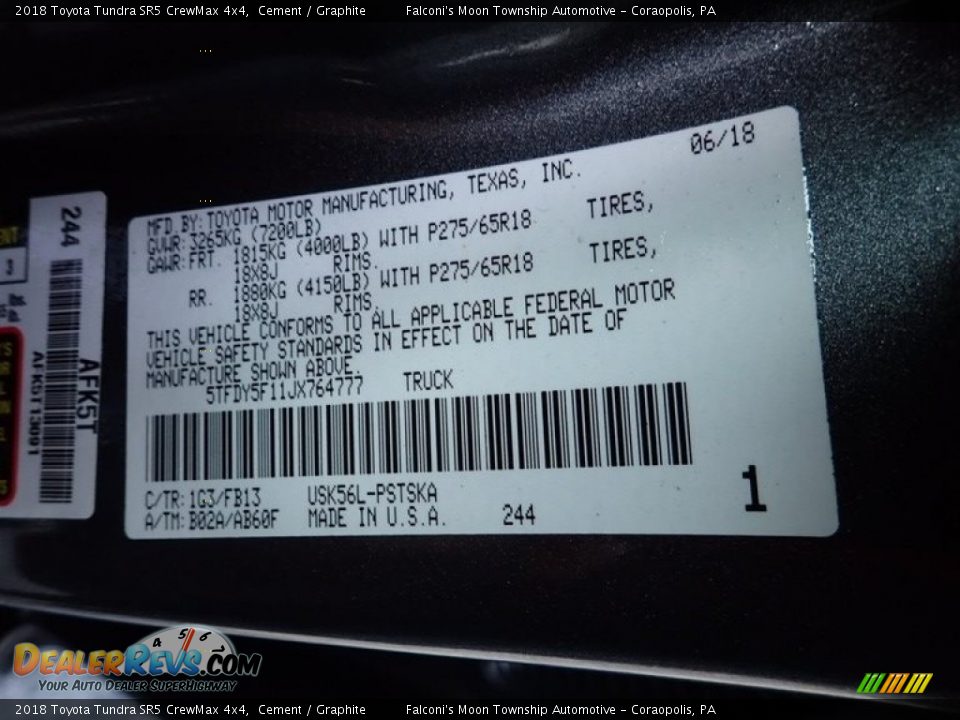 2018 Toyota Tundra SR5 CrewMax 4x4, Cement / Graphite Falconi's Moon Township Automotive - Coraopolis, PA
06/18
MFD BY: TOYOTA MOTOR MANUFACTURING, TEXAS, INC.
GVWR: 3265KG (7200LB)
GAWR: FRT. 1815KG (4000LB) WITH P275/65R18 TIRES,
18X8J RIMS.
RR. 1880KG (4150LB) WITH P275/65R18 TIRES,
18X8J RIMS.
THIS VEHICLE CONFORMS TO ALL APPLICABLE FEDERAL MOTOR
VEHICLE SAFETY STANDARDS IN EFFECT ON THE DATE OF
MANUFACTURE SHOWN ABOVE.
5TFDY5F11JX764777 TRUCK
C/TR: 1G3/FB13 USK56L-PSTSKA
A/TM: B02A/AB60F MADE IN U.S.A. 244
1
244
AFK5T
AFK5T13091
3
4 5 6
DEALERREVS.COM
YOUR AUTO DEALER SUPERHIGHWAY
2018 Toyota Tundra SR5 CrewMax 4x4, Cement / Graphite Falconi's Moon Township Automotive - Coraopolis, PA